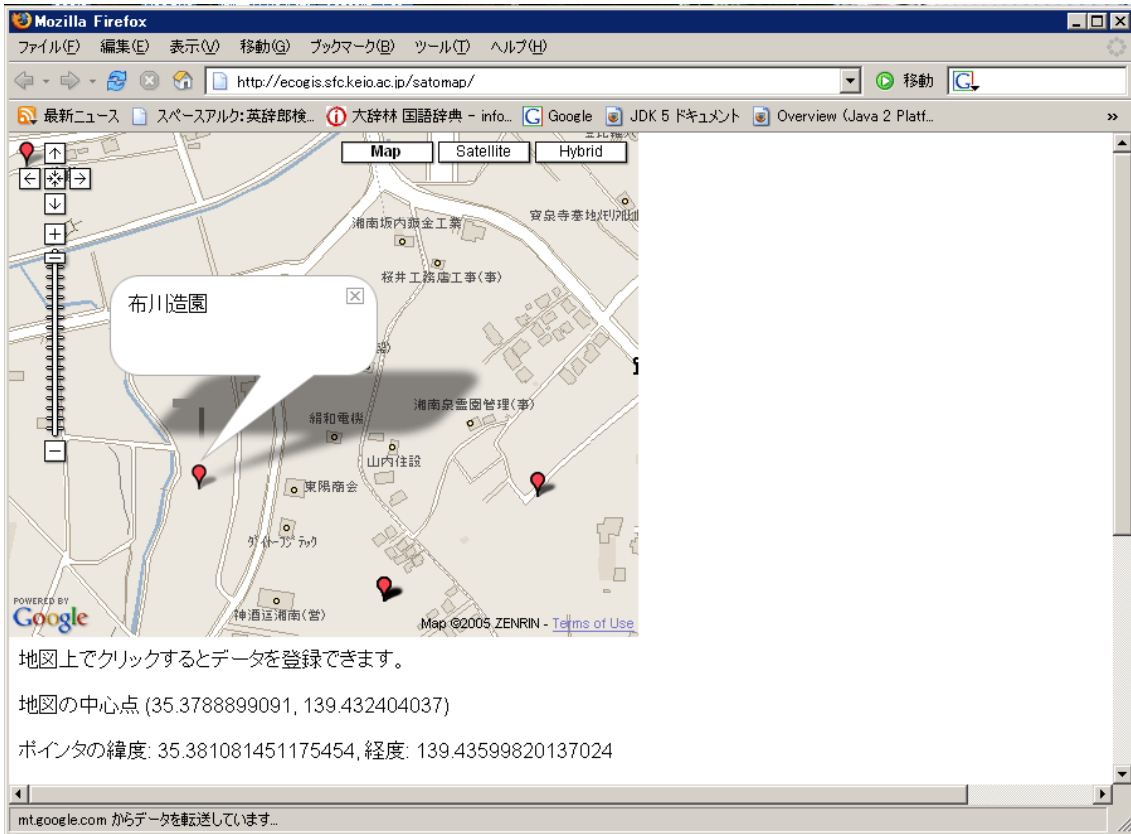 Mozilla Firefox
ファイル(F) 編集(E) 表示(V) 移動(G) ブックマーク(B) ツール(T) ヘルプ(H)
http://ecogis.sfc.keio.ac.jp/satomap/
移動
最新ニュース スペースアルク:英辞郎検... 大辞林 国語辞典 - info... Google JDK 5 ドキュメント Overview (Java 2 Platf...
»
Map Satellite Hybrid
湘南坂内鈑金工業
桜井工務店工事(事)
布川造園
湘南泉霊園管理(事)
絹和電機
山内住設
東陽商会
POWERED BY
Google
Map ©2005 ZENRIN - Terms of Use
地図上でクリックするとデータを登録できます。
地図の中心点 (35.3788899091, 139.432404037)
ポインタの緯度: 35.381081451175454, 経度: 139.43599820137024
mt.google.com からデータを転送しています...